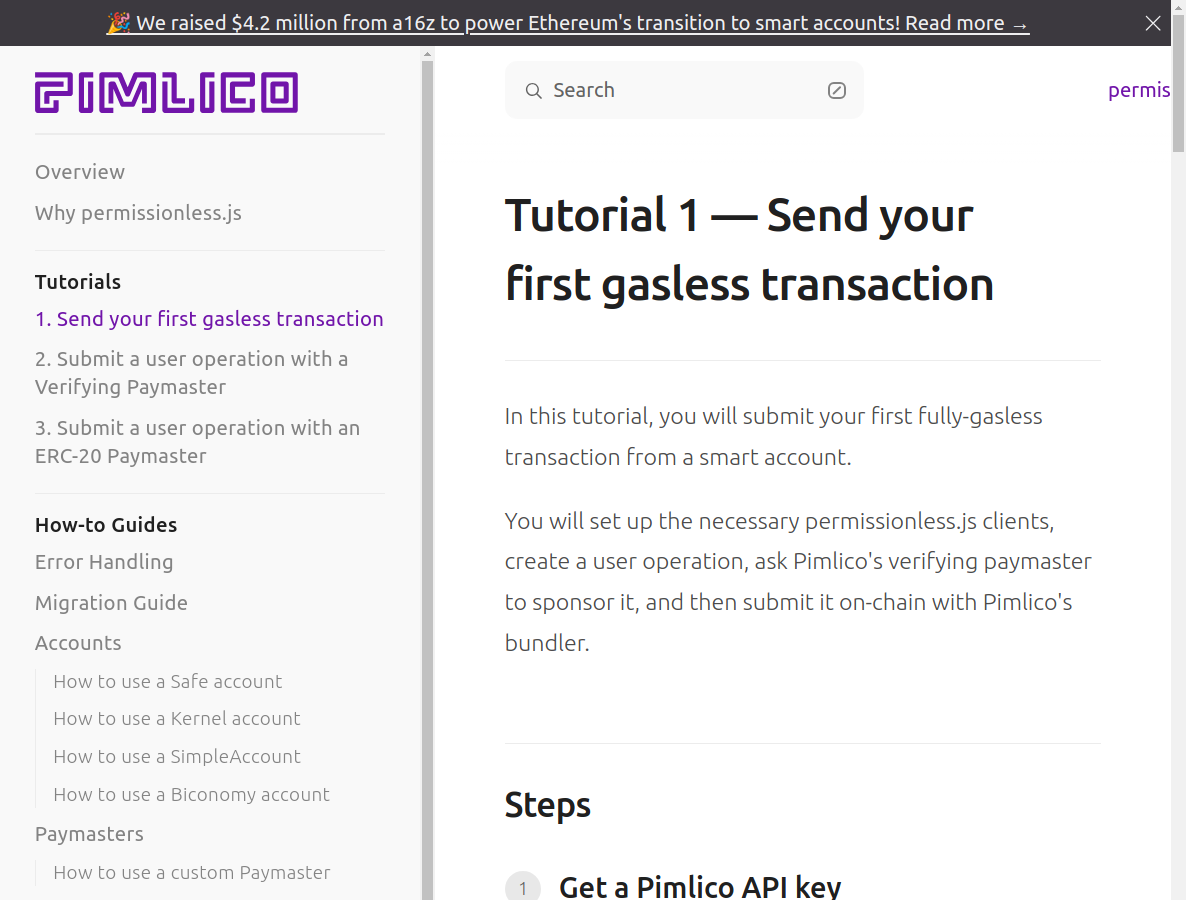 🎉 We raised $4.2 million from a16z to power Ethereum's transition to smart accounts! Read more →
PIMLICO
Overview
Why permissionless.js
Tutorials
1. Send your first gasless transaction
2. Submit a user operation with a
Verifying Paymaster
3. Submit a user operation with an
ERC-20 Paymaster
How-to Guides
Error Handling
Migration Guide
Accounts
How to use a Safe account
How to use a Kernel account
How to use a SimpleAccount
How to use a Biconomy account
Paymasters
How to use a custom Paymaster
Search
permis
Tutorial 1 — Send your
first gasless transaction
In this tutorial, you will submit your first fully-gasless
transaction from a smart account.
You will set up the necessary permissionless.js clients,
create a user operation, ask Pimlico's verifying paymaster
to sponsor it, and then submit it on-chain with Pimlico's
bundler.
Steps
1 Get a Pimlico API key